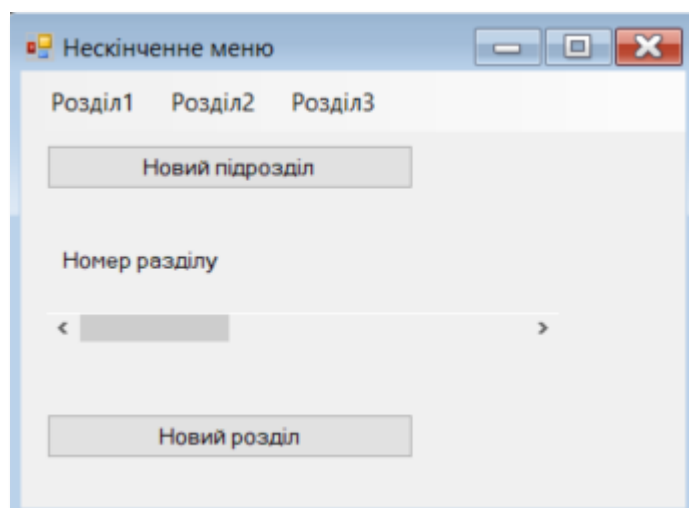 Нескінченне меню
Розділ1 Розділ2 Розділ3
Новий підрозділ
Номер разділу
Новий розділ